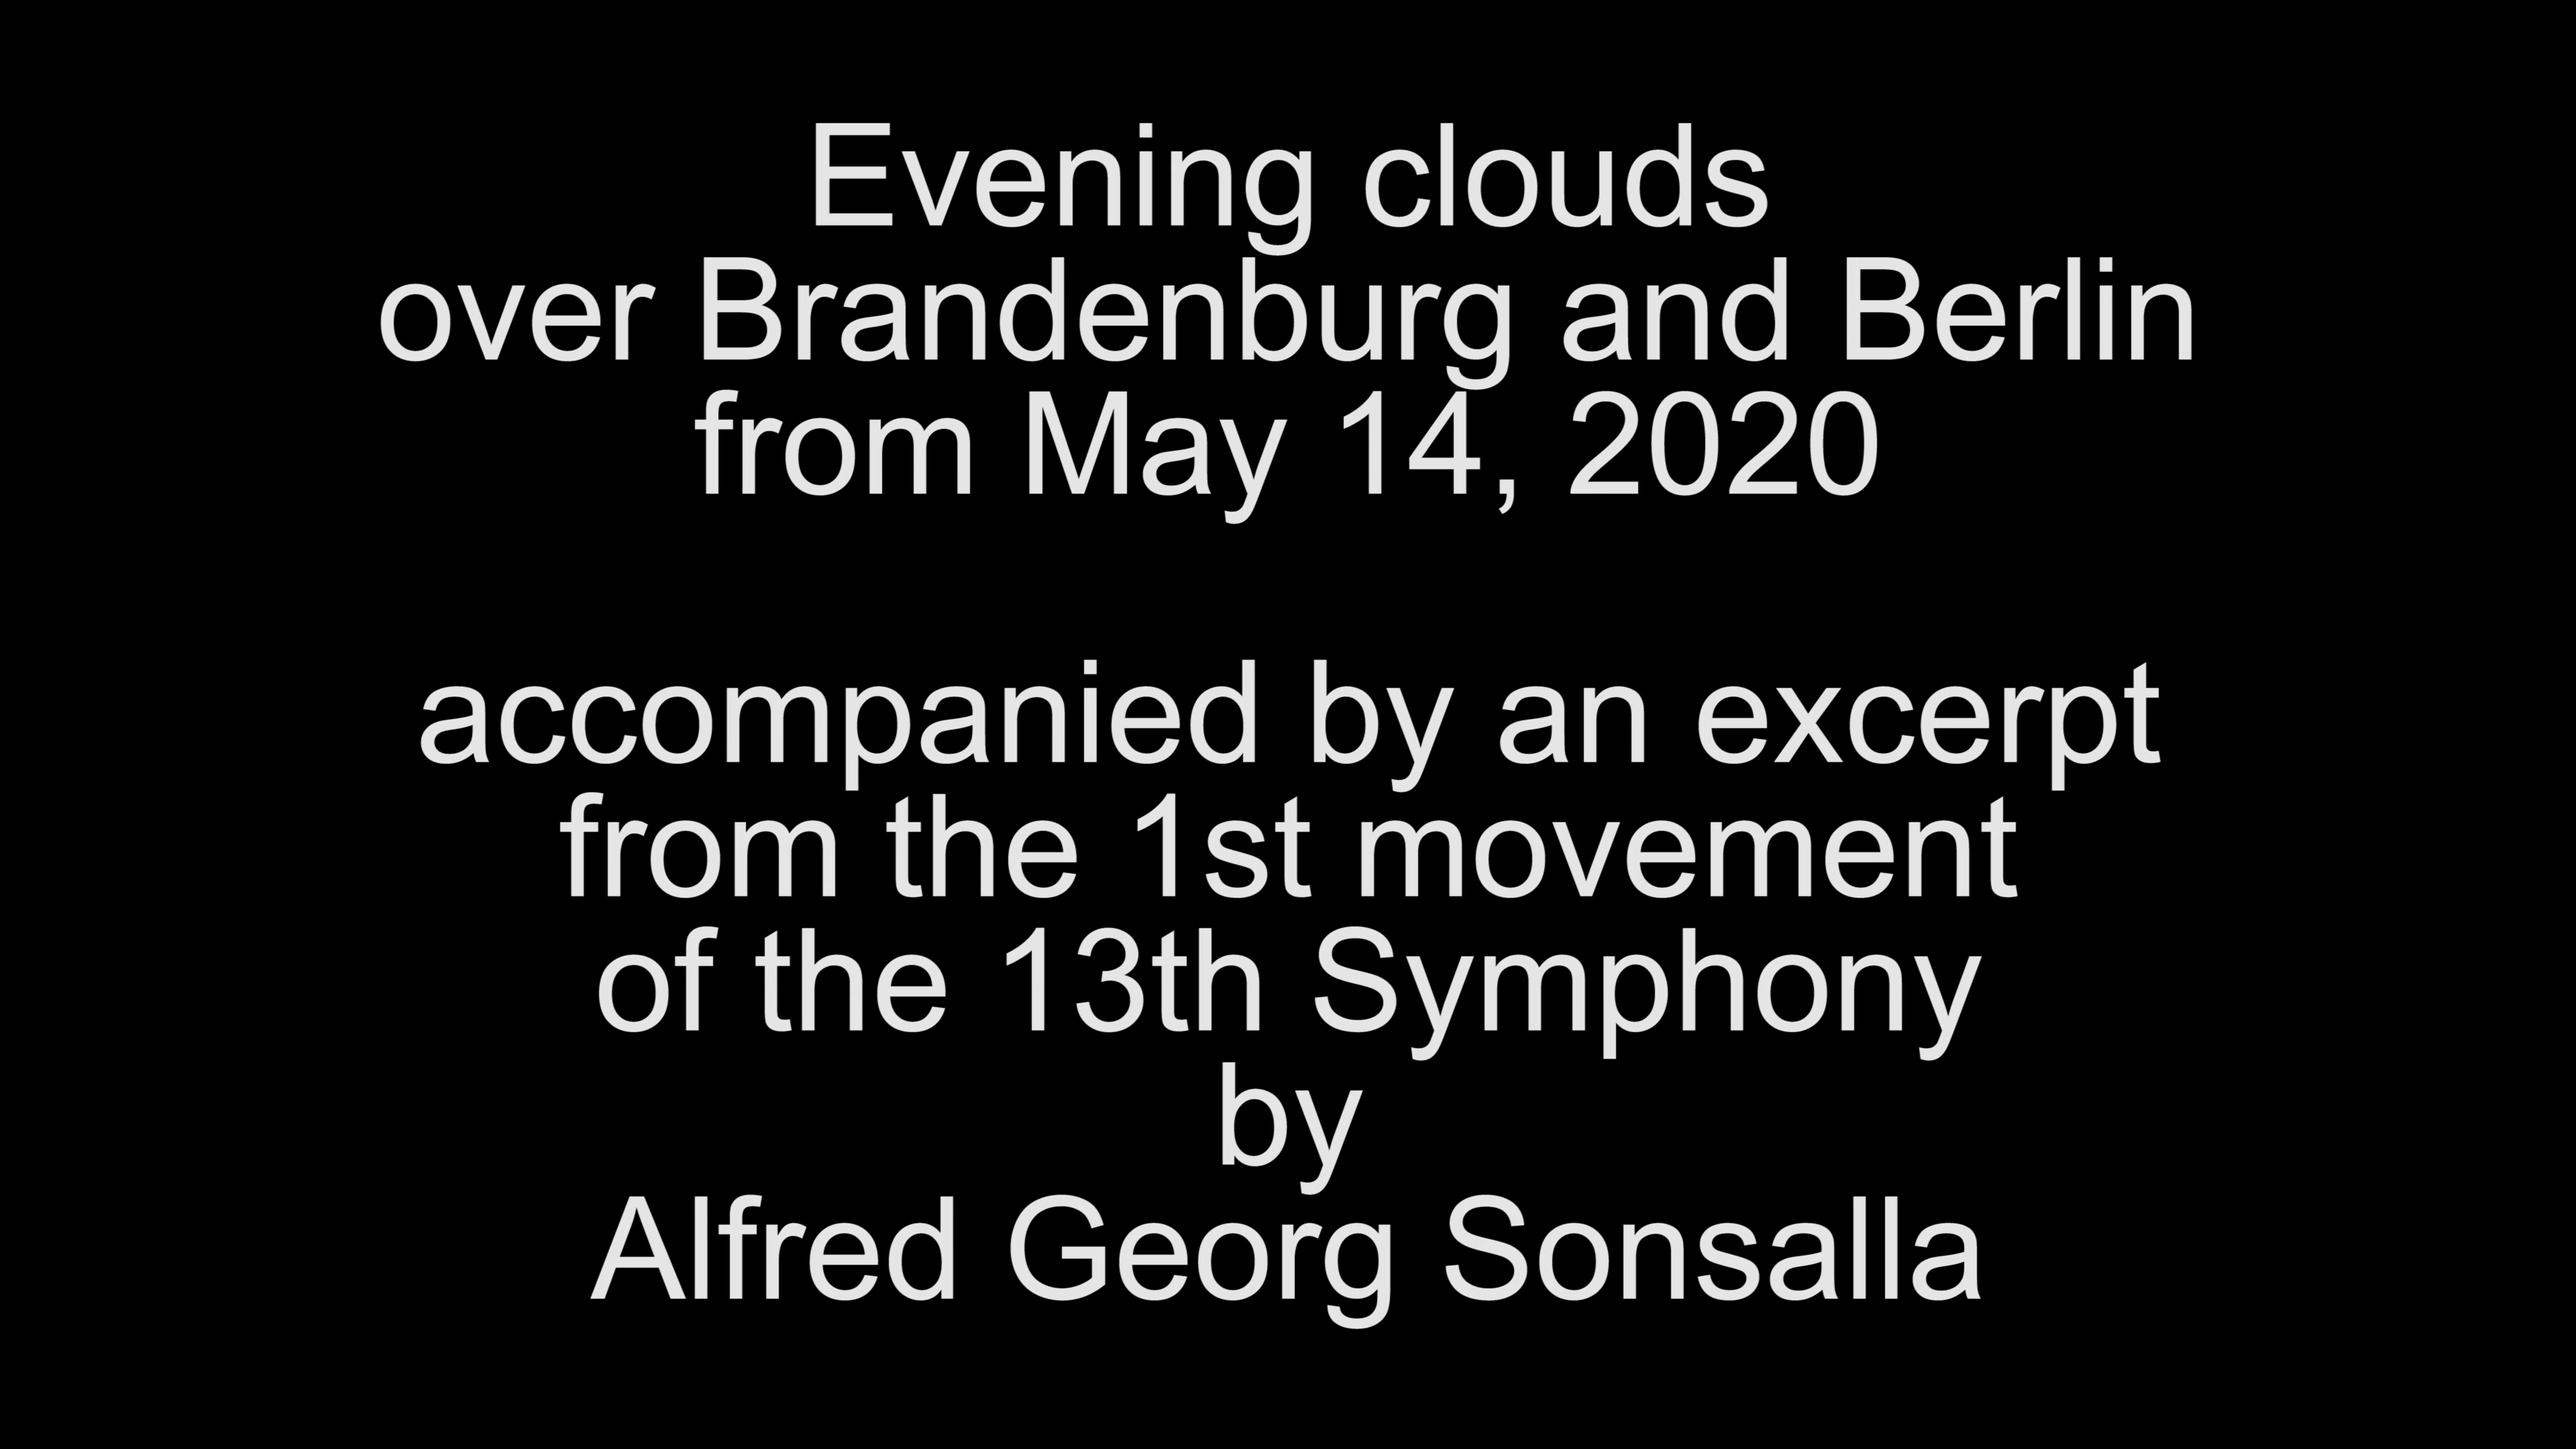 Evening clouds
over Brandenburg and Berlin
from May 14, 2020
accompanied by an excerpt
from the 1st movement
of the 13th Symphony
by
Alfred Georg Sonsalla